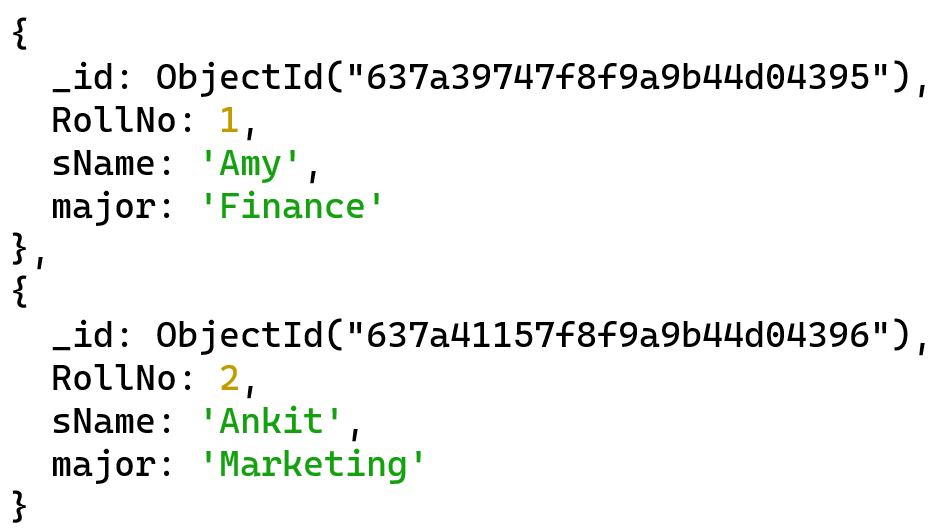 {
  _id: ObjectId("637a39747f8f9a9b44d04395"),
  RollNo: 1,
  sName: 'Amy',
  major: 'Finance'
},
{
  _id: ObjectId("637a41157f8f9a9b44d04396"),
  RollNo: 2,
  sName: 'Ankit',
  major: 'Marketing'
}